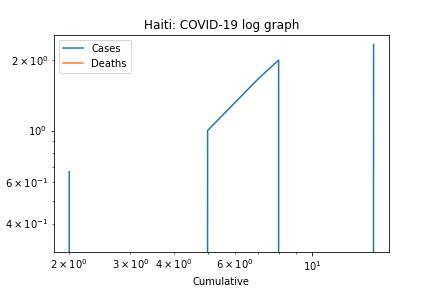 Haiti: COVID-19 log graph
Cases
Deaths
2 × 10⁰
10⁰
6 × 10⁻¹
4 × 10⁻¹
2 × 10⁰ 3 × 10⁰ 4 × 10⁰ 6 × 10⁰ 10¹
Cumulative